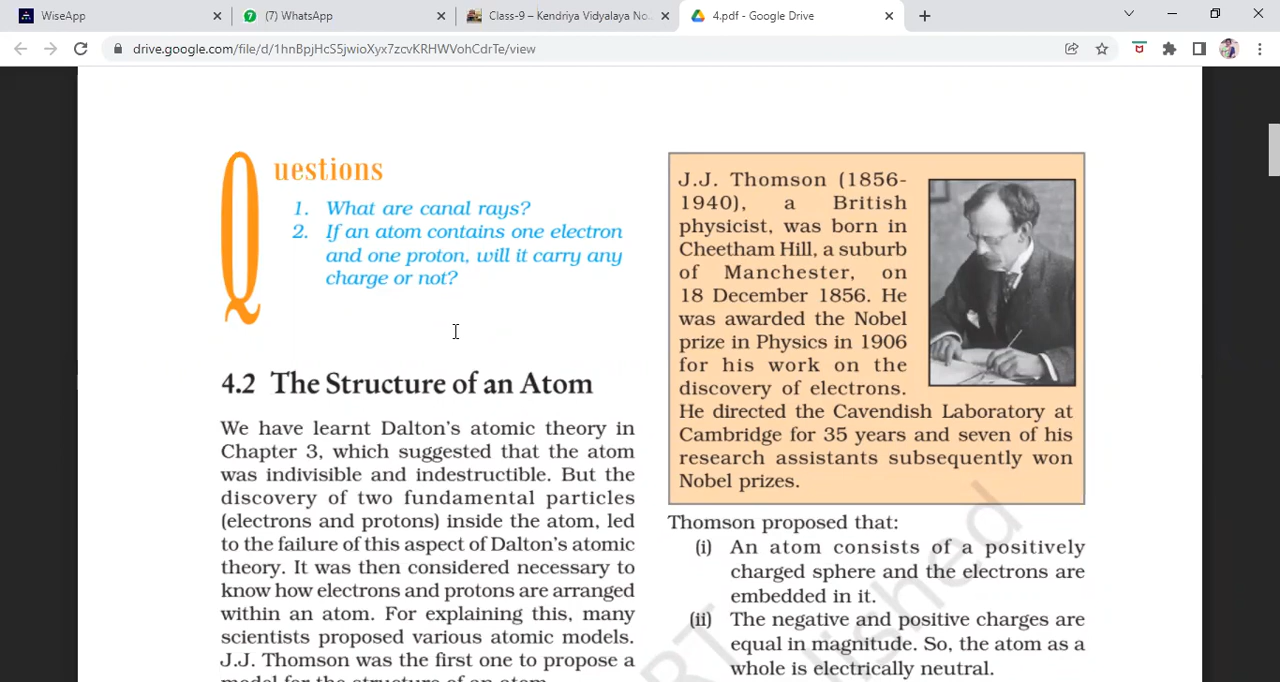 WiseApp
(7) WhatsApp
Class-9 – Kendriya Vidyalaya No.
4.pdf - Google Drive
drive.google.com/file/d/1hnBpjHcS5jwioXyx7zcvKRHWVohCdrTe/view
Questions
1. What are canal rays?
2. If an atom contains one electron
and one proton, will it carry any
charge or not?
4.2 The Structure of an Atom
We have learnt Dalton's atomic theory in
Chapter 3, which suggested that the atom
was indivisible and indestructible. But the
discovery of two fundamental particles
(electrons and protons) inside the atom, led
to the failure of this aspect of Dalton's atomic
theory. It was then considered necessary to
know how electrons and protons are arranged
within an atom. For explaining this, many
scientists proposed various atomic models.
J.J. Thomson was the first one to propose a
model for the structure of an atom.
J.J. Thomson (1856-
1940), a British
physicist, was born in
Cheetham Hill, a suburb
of Manchester, on
18 December 1856. He
was awarded the Nobel
prize in Physics in 1906
for his work on the
discovery of electrons.
He directed the Cavendish Laboratory at
Cambridge for 35 years and seven of his
research assistants subsequently won
Nobel prizes.
Thomson proposed that:
(i) An atom consists of a positively
charged sphere and the electrons are
embedded in it.
(ii) The negative and positive charges are
equal in magnitude. So, the atom as a
whole is electrically neutral.